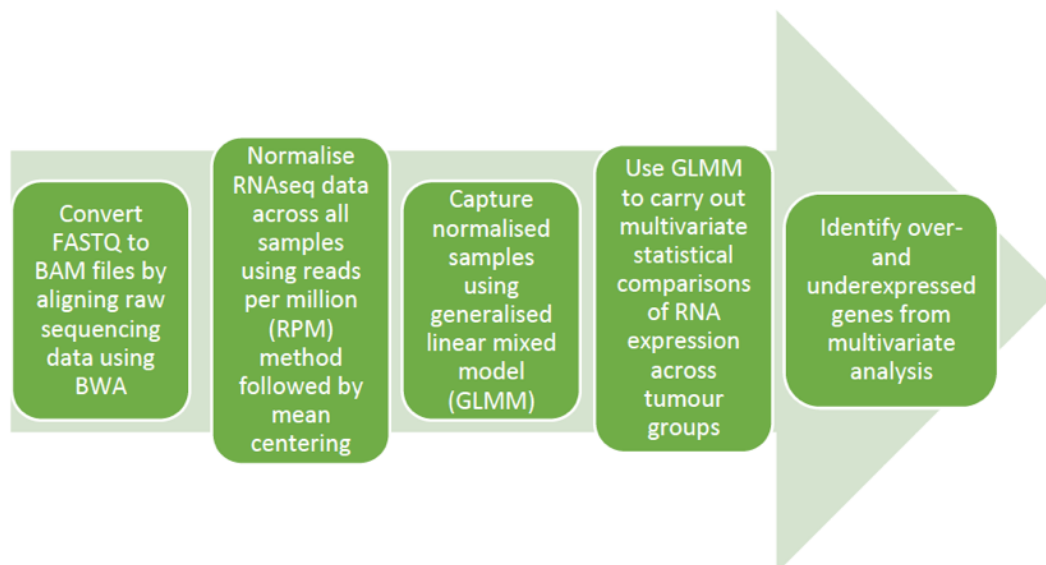 Convert
FASTQ to
BAM files by
aligning raw
sequencing
data using
BWA
Normalise
RNAseq data
across all
samples
using reads
per million
(RPM)
method
followed by
mean
centering
Capture
normalised
samples
using
generalised
linear mixed
model
(GLMM)
Use GLMM
to carry out
multivariate
statistical
comparisons
of RNA
expression
across
tumour
groups
Identify over-
and
underexpressed
genes from
multivariate
analysis